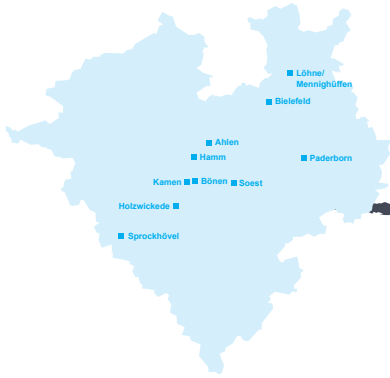 Löhne/
Mennighüffen
Bielefeld
Ahlen
Hamm
Paderborn
Kamen
Bönen
Soest
Holzwickede
Sprockhövel